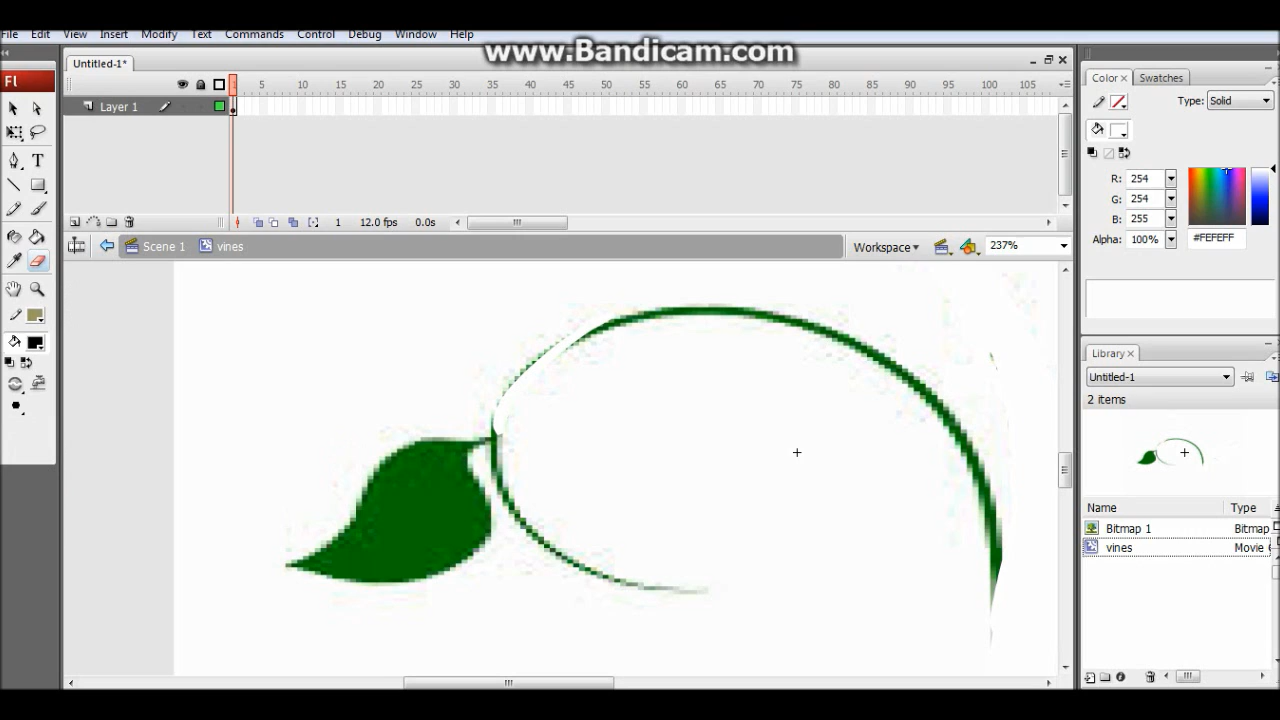 File Edit View Insert Modify Text Commands Control Debug Window Help
www.Bandicam.com
Untitled-1*
Fl
5 10 15 20 25 30 35 40 45 50 55 60 65 70 75 80 85 90 95 100 105
Layer 1
1 12.0 fps 0.0s
Scene 1 vines Workspace 237%
Color Swatches
Type: Solid
R: 254
G: 254
B: 255
Alpha: 100% #FEFEFF
Library
Untitled-1
2 items
Name Type
Bitmap 1 Bitmap
vines Movie